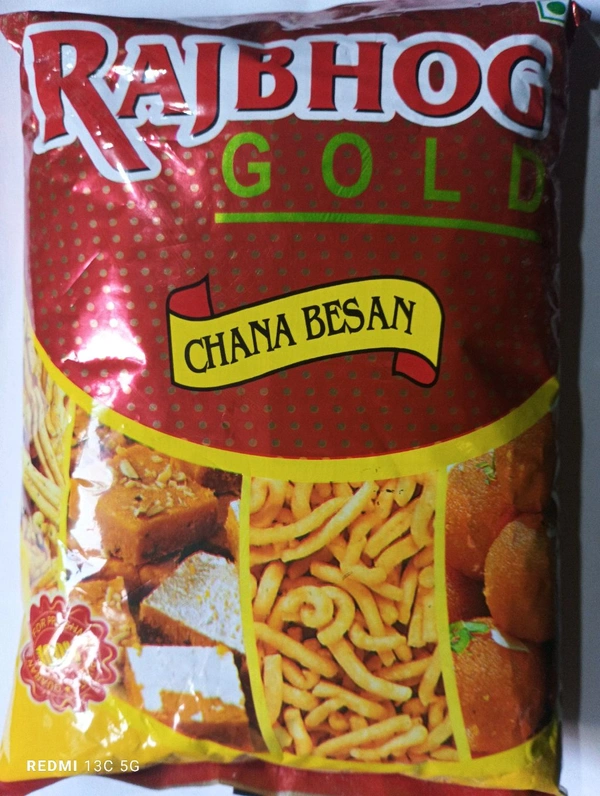 RAJBHOG
GOLD
CHANA BESAN
REDMI 13C 5G